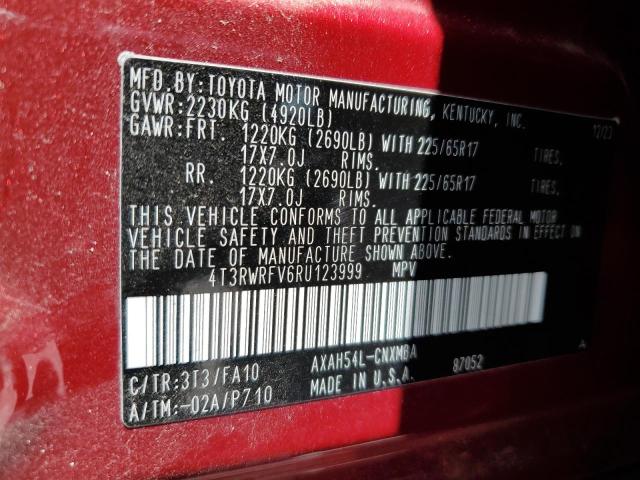 MFD.BY:TOYOTA MOTOR MANUFACTURING, KENTUCKY, INC. 12/23
GVWR:2230KG (4920LB)
GAWR:FRT. 1220KG (2690LB) WITH 225/65R17 TIRES,
17X7.0J RIMS.
RR. 1220KG (2690LB) WITH 225/65R17 TIRES,
17X7.0J RIMS.
THIS VEHICLE CONFORMS TO ALL APPLICABLE FEDERAL MOTOR
VEHICLE SAFETY AND THEFT PREVENTION STANDARDS IN EFFECT ON
THE DATE OF MANUFACTURE SHOWN ABOVE.
4T3RWRFV6RU123999 MPV
C/TR:3T3/FA10 AXAH54L-CNXMBA 87052
A/TM:-02A/P710 MADE IN U.S.A.